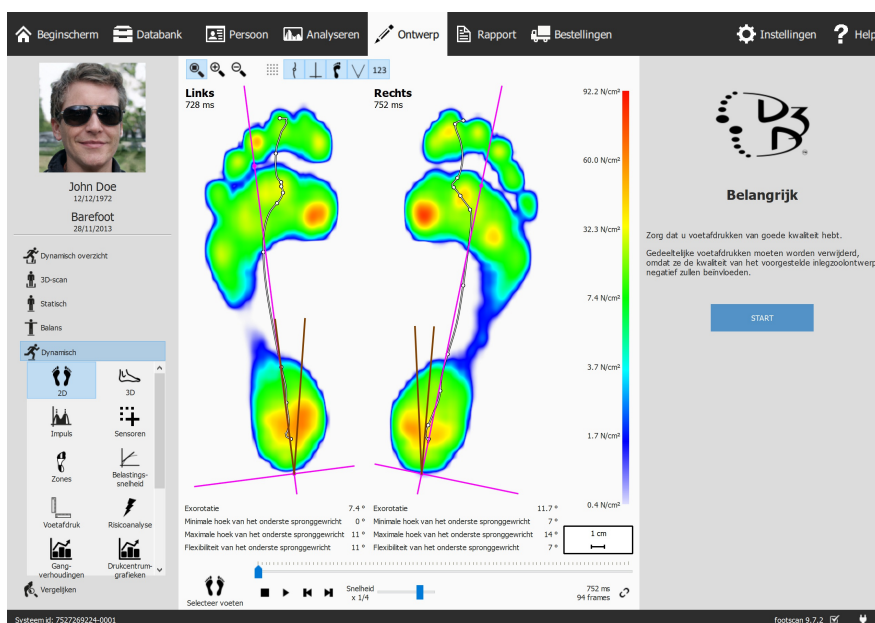 Beginscherm
Databank
Persoon
Analyseren
Ontwerp
Rapport
Bestellingen
Instellingen
Help
John Doe
12/12/1972
Barefoot
28/11/2013
Dynamisch overzicht
3D-scan
Statisch
Balans
Dynamisch
2D
3D
Impuls
Sensoren
Zones
Belastings-
snelheid
Voetafdruk
Risicoanalyse
Gang-
verhoudingen
Drukcentrum-
grafieken
Vergelijken
123
Links
728 ms
Rechts
752 ms
92.2 N/cm²
60.0 N/cm²
32.3 N/cm²
7.4 N/cm²
3.7 N/cm²
1.7 N/cm²
0.4 N/cm²
Exorotatie 7.4 °
Minimale hoek van het onderste spronggewricht 0 °
Maximale hoek van het onderste spronggewricht 11 °
Flexibiliteit van het onderste spronggewricht 11 °
Exorotatie 11.7 °
Minimale hoek van het onderste spronggewricht 7 °
Maximale hoek van het onderste spronggewricht 14 °
Flexibiliteit van het onderste spronggewricht 7 °
1 cm
Selecteer voeten
Snelheid
x 1/4
752 ms
94 frames
D3D
Belangrijk
Zorg dat u voetafdrukken van goede kwaliteit hebt.
Gedeeltelijke voetafdrukken moeten worden verwijderd,
omdat ze de kwaliteit van het voorgestelde inlegzoolontwerp
negatief zullen beïnvloeden.
START
Systeem id: 7527269224-0001
footscan 9.7.2